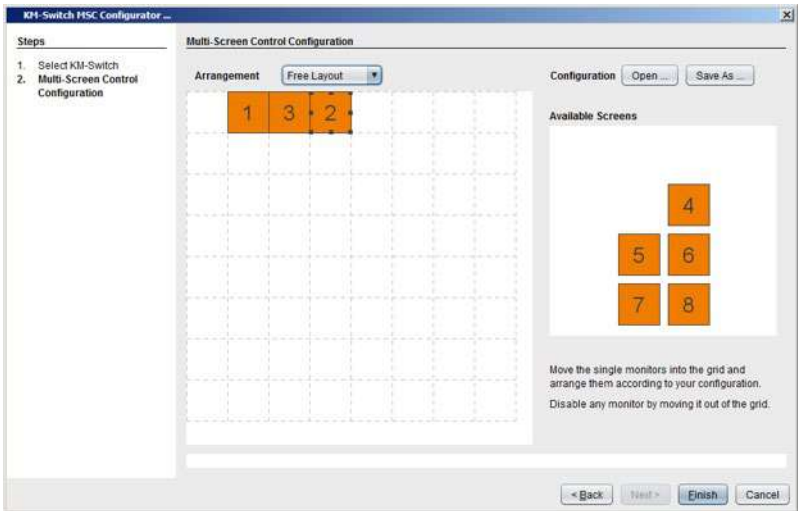 KM-Switch MSC Configurator ...
Steps
1. Select KM-Switch
2. Multi-Screen Control
Configuration
Multi-Screen Control Configuration
Arrangement Free Layout
Configuration Open ... Save As ...
1 3 2
Available Screens
4
5 6
7 8
Move the single monitors into the grid and
arrange them according to your configuration.
Disable any monitor by moving it out of the grid.
< Back Next > Finish Cancel